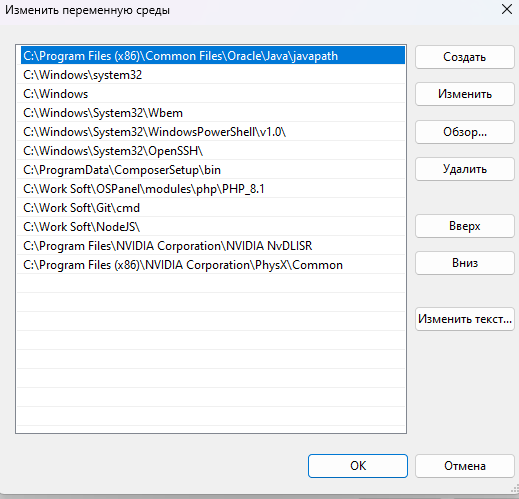 Изменить переменную среды
C:\Program Files (x86)\Common Files\Oracle\Java\javapath
C:\Windows\system32
C:\Windows
C:\Windows\System32\Wbem
C:\Windows\System32\WindowsPowerShell\v1.0\
C:\Windows\System32\OpenSSH\
C:\ProgramData\ComposerSetup\bin
C:\Work Soft\OSPanel\modules\php\PHP_8.1
C:\Work Soft\Git\cmd
C:\Work Soft\NodeJS\
C:\Program Files\NVIDIA Corporation\NVIDIA NvDLISR
C:\Program Files (x86)\NVIDIA Corporation\PhysX\Common
Создать
Изменить
Обзор...
Удалить
Вверх
Вниз
Изменить текст...
OK
Отмена